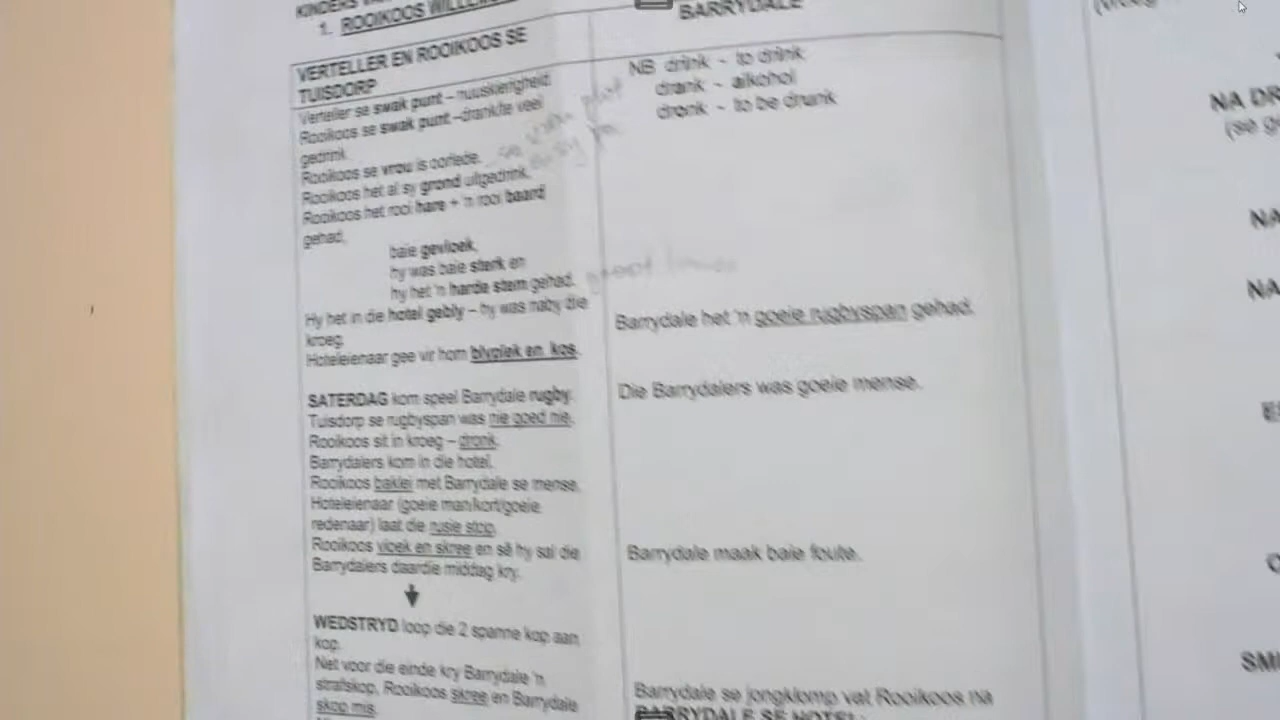 KINDERS
1. ROOIKOOS
BARRYDALE
VERTELLER EN ROOIKOOS SE
TUISDORP
Verteller se swak punt – nuuskierigheid
Rooikoos se swak punt –drank/te veel
gedrink.
Rooikoos se vrou is oorlede.
Rooikoos het al sy grond uitgedrink.
Rooikoos het rooi hare + 'n rooi baard
gehad,
baie gevloek,
hy was baie sterk en
hy het 'n harde stem gehad.
Hy het in die hotel gebly – hy was naby die
kroeg.
Hoteleienaar gee vir hom blyplek en kos.
SATERDAG kom speel Barrydale rugby.
Tuisdorp se rugbyspan was nie goed nie.
Rooikoos sit in kroeg – dronk.
Barrydalers kom in die hotel.
Rooikoos baklei met Barrydale se mense.
Hoteleienaar (goeie man/kort/goeie
redenaar) laat die rusie stop.
Rooikoos vloek en skree en sê hy sal die
Barrydalers daardie middag kry.
WEDSTRYD loop die 2 spanne kop aan
kop.
Net voor die einde kry Barrydale 'n
strafskop, Rooikoos skree en Barrydale
skop mis.
NB drink - to drink
drank - alkohol
dronk - to be drunk
Barrydale het 'n goeie rugbyspan gehad.
Die Barrydalers was goeie mense.
Barrydale maak baie foute.
Barrydale se jongklomp vat Rooikoos na
BARRYDALE SE HOTEL:
NA
NA